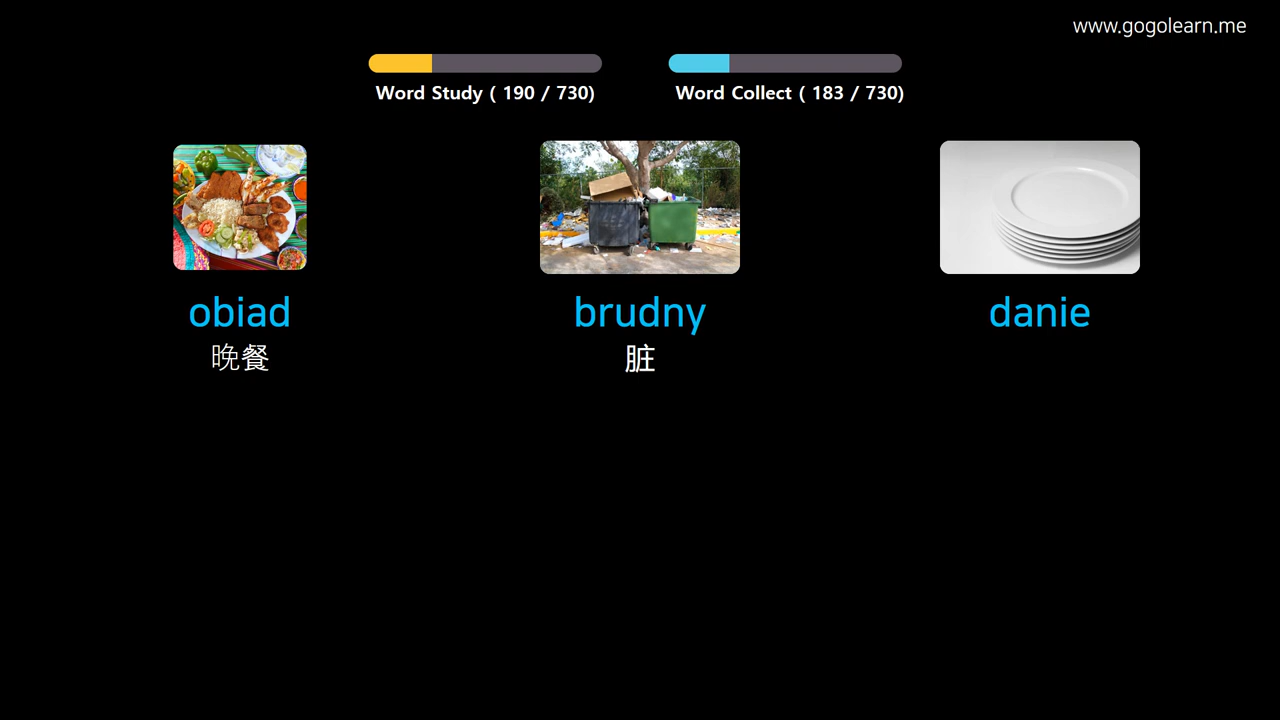 www.gogolearn.me
Word Study ( 190 / 730)
Word Collect ( 183 / 730)
obiad
晚餐
brudny
脏
danie